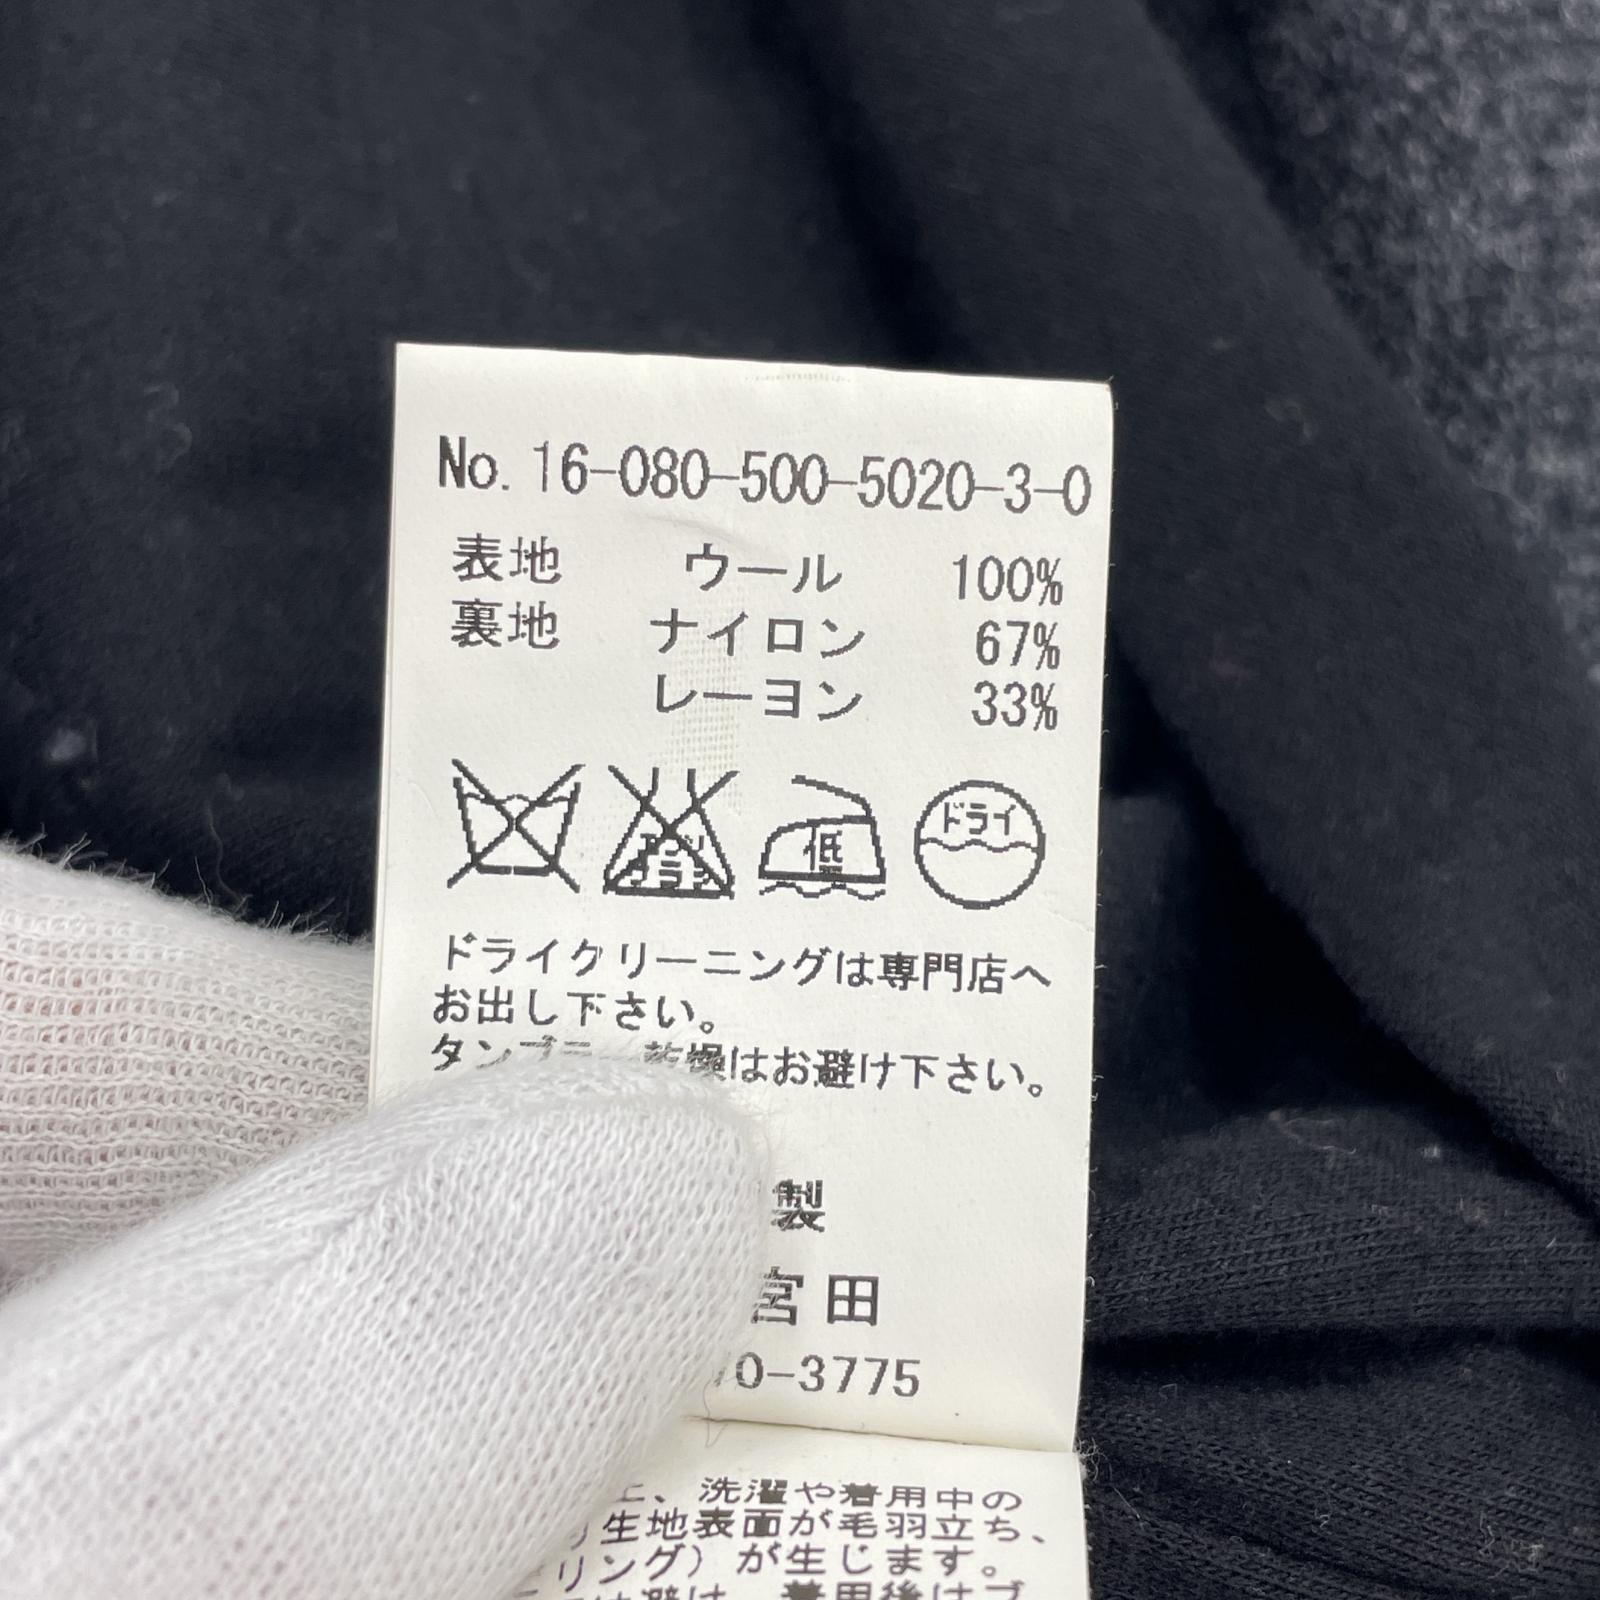 No. 16-080-500-5020-3-0
表地 ウール 100%
裏地 ナイロン 67%
レーヨン 33%
低 ドライ
ドライクリーニングは専門店へ
お出し下さい。
乾燥はお避け下さい。
製
宮田
0-3775
、洗濯や着用中の
生地表面が毛羽立ち、
リング)が生じます。
着用後はブ